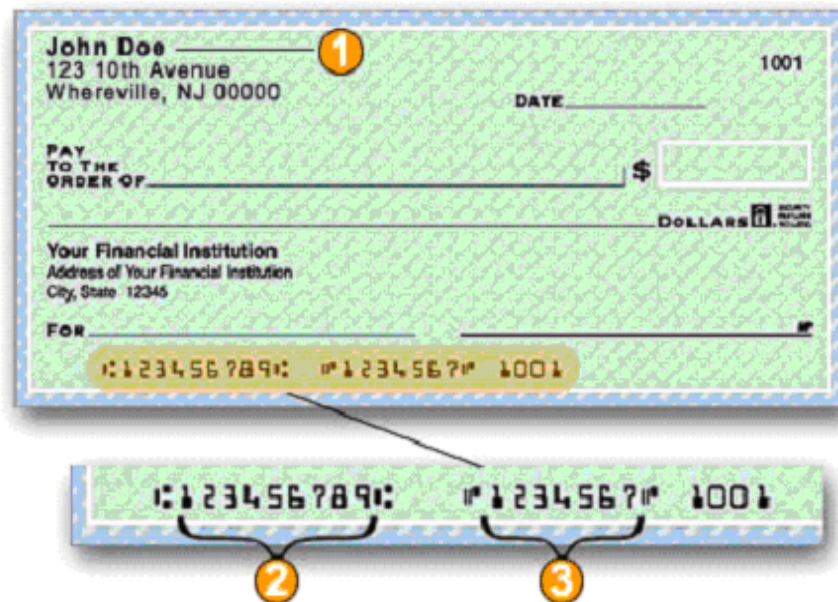 John Doe 1
123 10th Avenue
Whereville, NJ 00000
1001
DATE
PAY
TO THE
ORDER OF $
DOLLARS
Your Financial Institution
Address of Your Financial Institution
City, State 12345
FOR MP
⑆123456789⑆ ⑈1234567⑈ 1001
⑆123456789⑆ ⑈1234567⑈ 1001
2 3